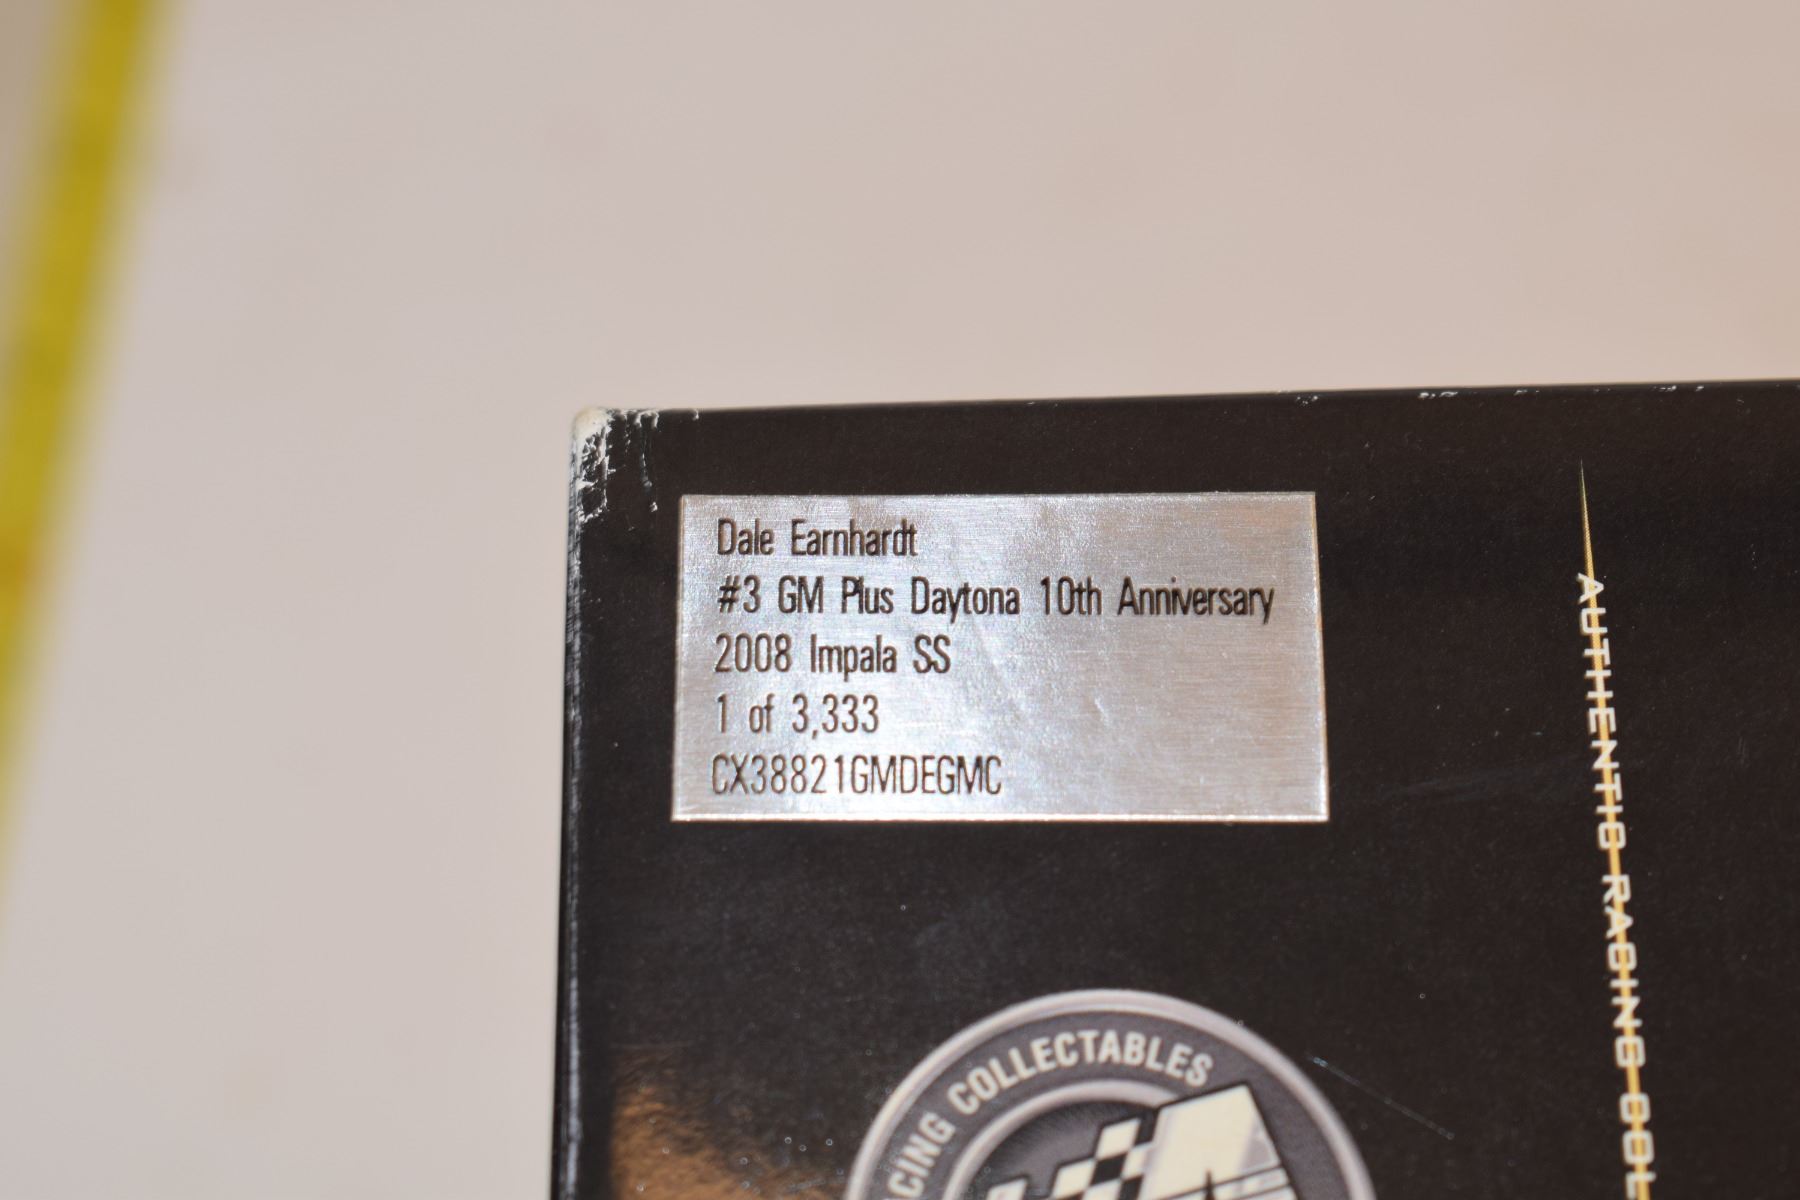 Dale Earnhardt
#3 GM Plus Daytona 10th Anniversary
2008 Impala SS
1 of 3,333
CX38821GMDEGMC
AUTHENTIC RACING COL
COLLECTABLES